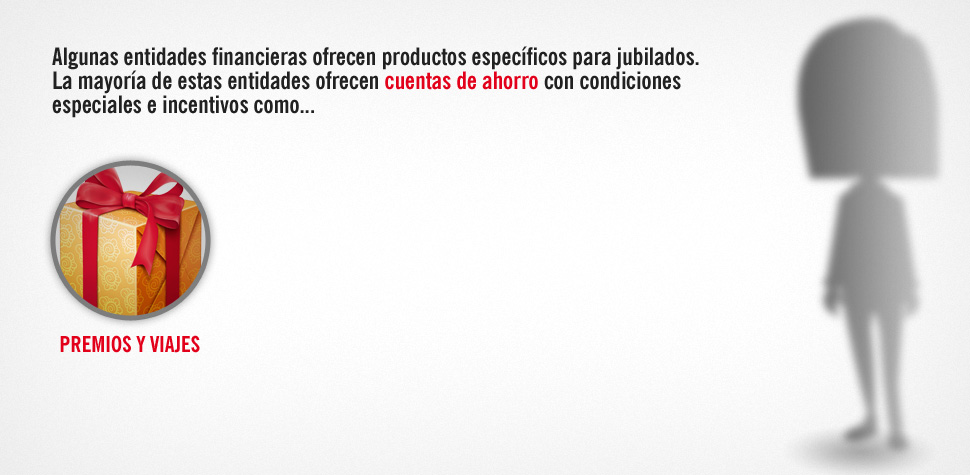 Algunas entidades financieras ofrecen productos específicos para jubilados.
La mayoría de estas entidades ofrecen cuentas de ahorro con condiciones
especiales e incentivos como...
PREMIOS Y VIAJES